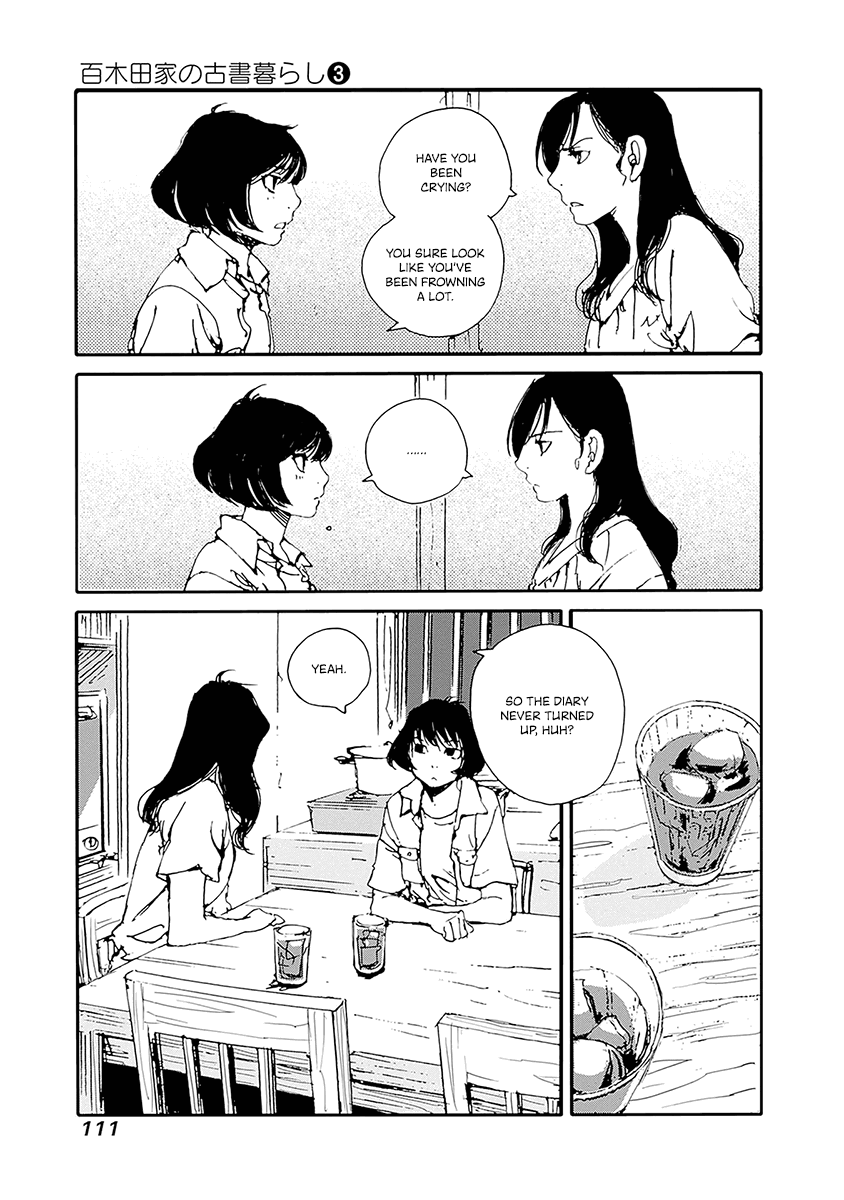 百木田家の古書暮らし❸
HAVE YOU
BEEN
CRYING?
YOU SURE LOOK
LIKE YOU'VE
BEEN FROWNING
A LOT.
......
SO THE DIARY
NEVER TURNED
UP, HUH?
YEAH.
111